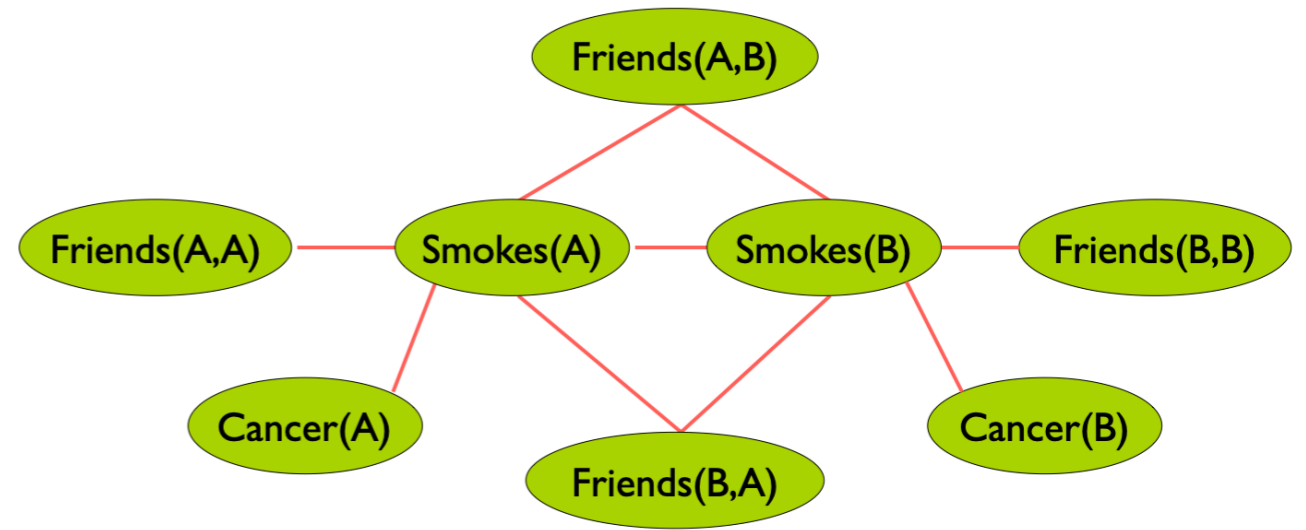 Friends(A,B)
Friends(A,A)
Smokes(A)
Smokes(B)
Friends(B,B)
Cancer(A)
Cancer(B)
Friends(B,A)